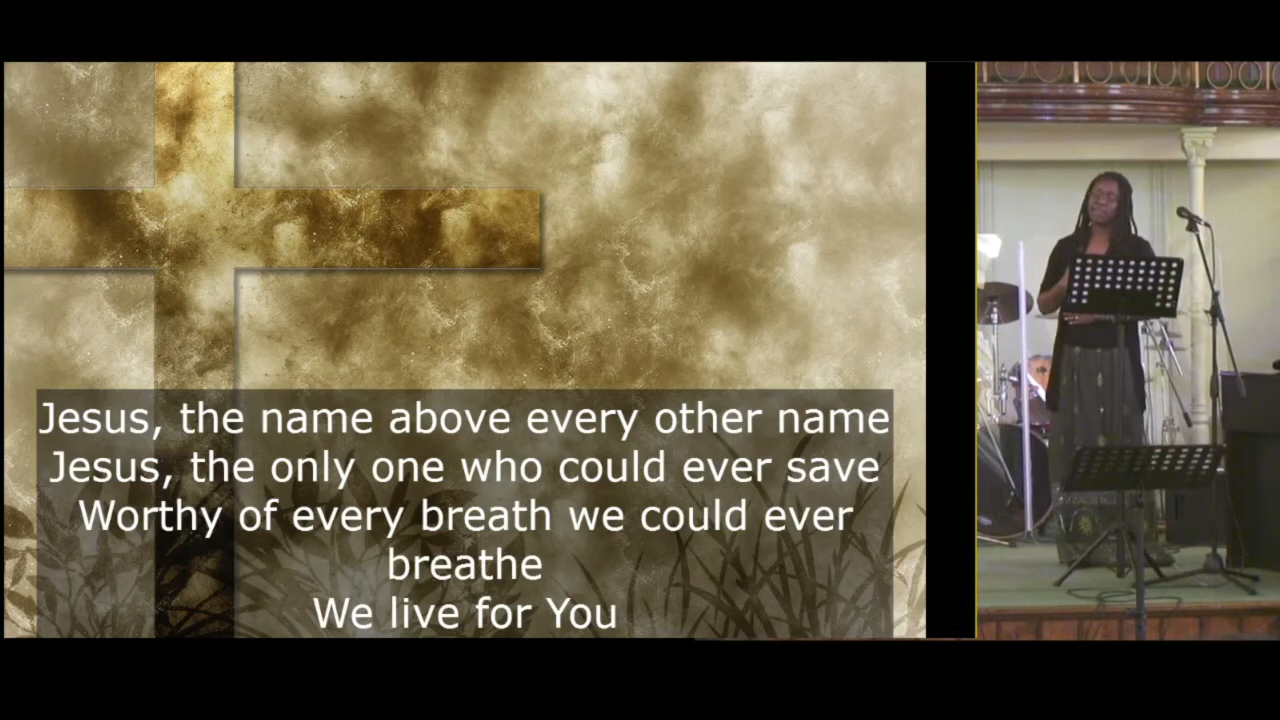 Jesus, the name above every other name
Jesus, the only one who could ever save
Worthy of every breath we could ever
breathe
We live for You